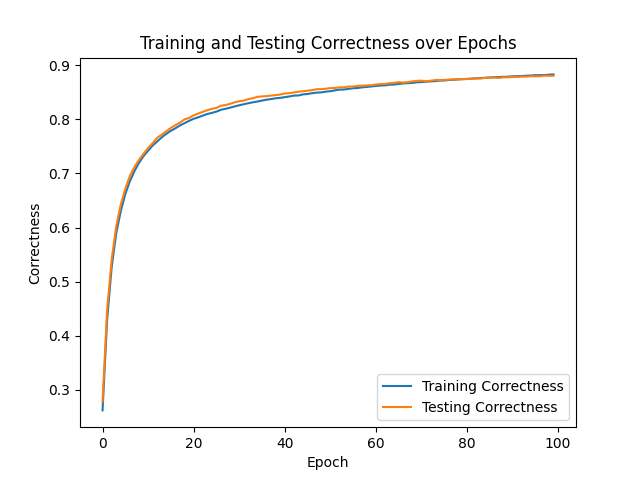 Training and Testing Correctness over Epochs
0.9
0.8
0.7
0.6
0.5
0.4
0.3
Correctness
Training Correctness
Testing Correctness
0 20 40 60 80 100
Epoch